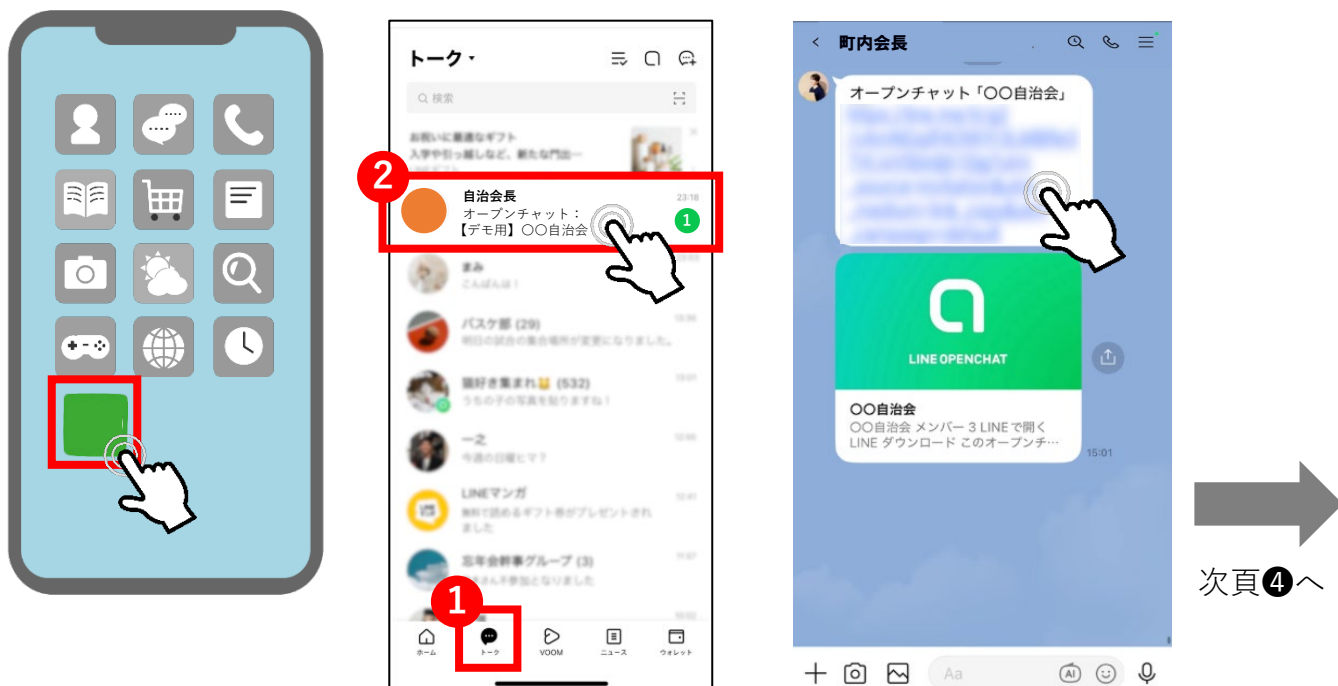 トーク
検索
お祝いに最適なギフト
入学や引っ越しなど、新たな門出…
2
自治会長
23:18
オープンチャット：
【デモ用】〇〇自治会
1
まみ
こんばんは！
バスケ部 (29)
明日の試合の集合場所が変更になりました。
猫好き集まれ (532)
うちの子の写真を貼りますね！
一之
今週の日曜ヒマ？
LINEマンガ
無料で読めるギフト券がプレゼントされ
ました
忘年会幹事グループ (3)
不参加となりました
1
ホーム
トーク
VOOM
ニュース
ウォレット
町内会長
オープンチャット「〇〇自治会」
LINE OPENCHAT
〇〇自治会
〇〇自治会 メンバー 3 LINE で開く
LINE ダウンロード このオープンチ…
15:01
Aa
AI
次頁❹へ